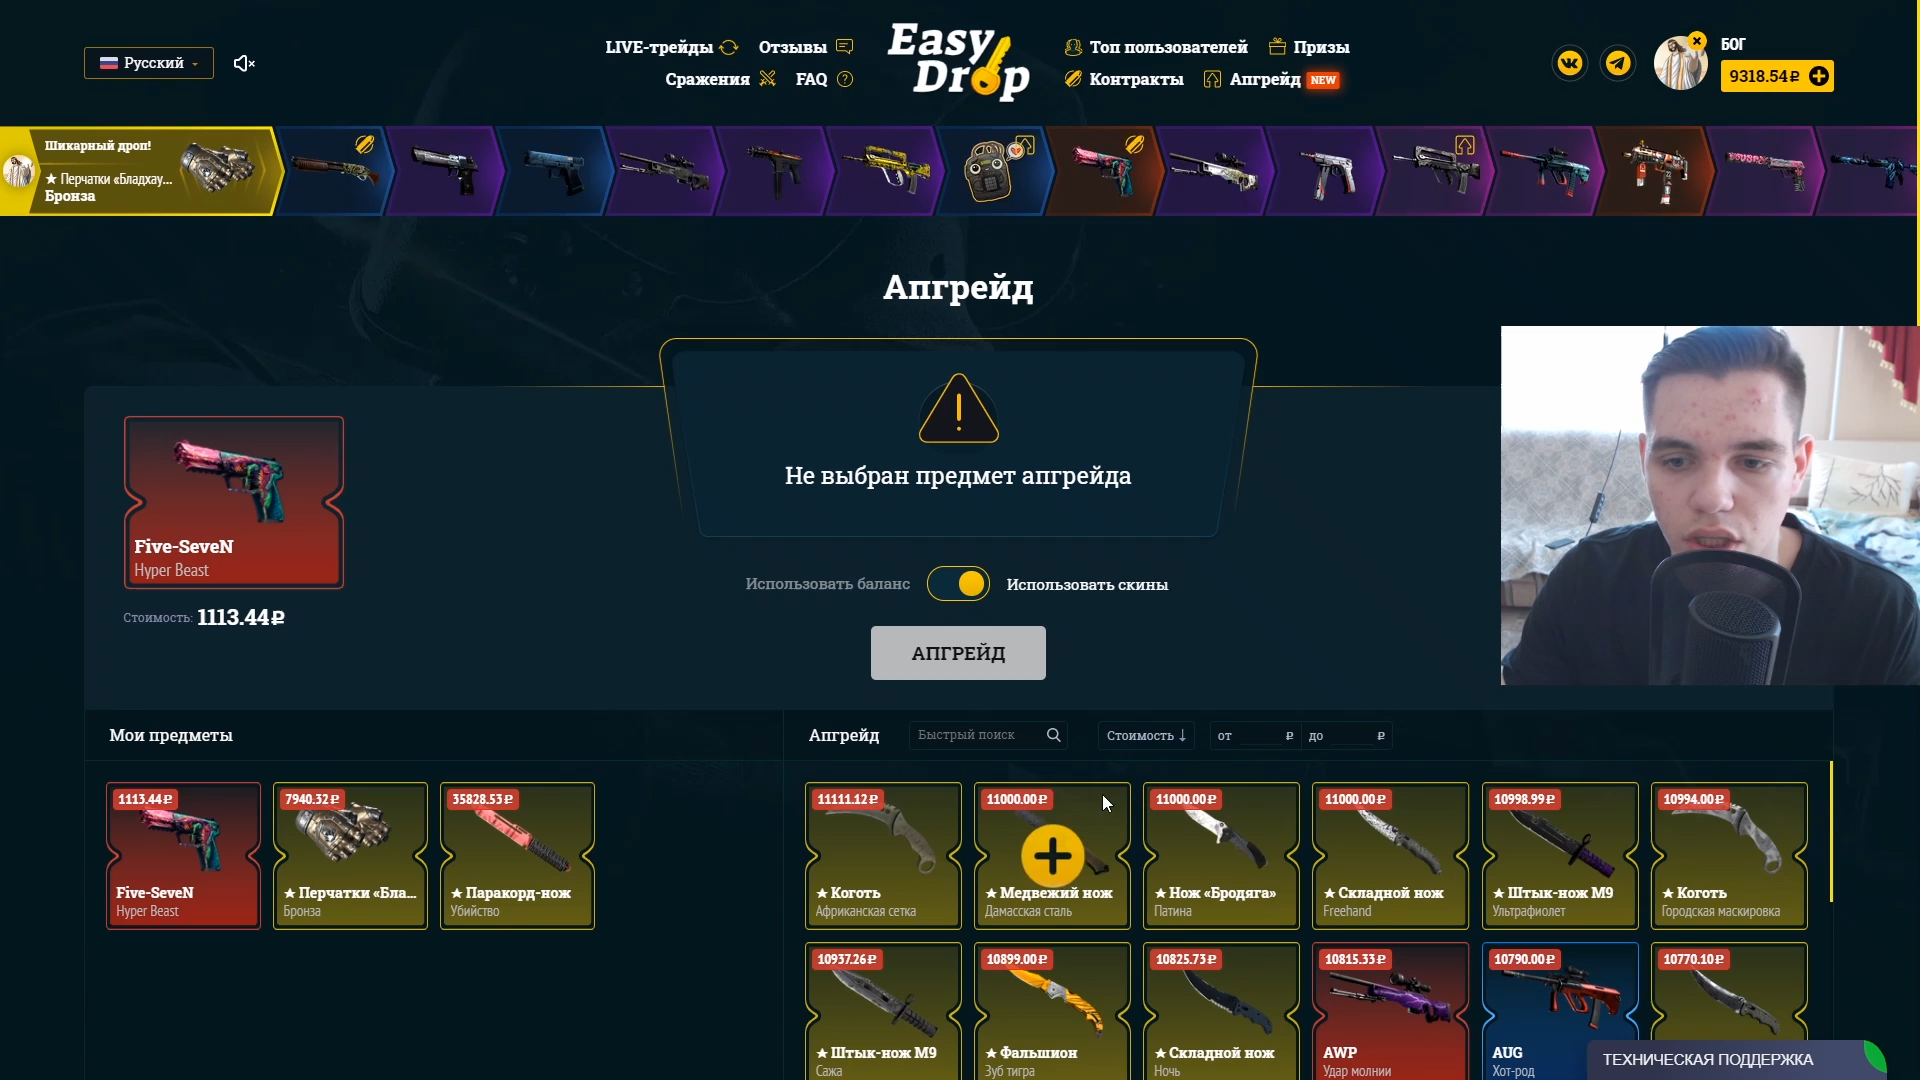 Русский
LIVE-трейды
Отзывы
Сражения
FAQ
Easy Drop
Топ пользователей
Призы
Контракты
Апгрейд NEW
БОГ
9318.54₽
Шикарный дроп!
★ Перчатки «Бладхау...
Бронза
Апгрейд
Не выбран предмет апгрейда
Five-SeveN
Hyper Beast
Стоимость: 1113.44₽
Использовать баланс
Использовать скины
АПГРЕЙД
Мои предметы
Апгрейд
Быстрый поиск
Стоимость ↓
от ₽ до ₽
1113.44₽
Five-SeveN
Hyper Beast
7940.32₽
★ Перчатки «Бла...
Бронза
35828.53₽
★ Паракорд-нож
Убийство
11111.12₽
★ Коготь
Африканская сетка
11000.00₽
★ Медвежий нож
Дамасская сталь
11000.00₽
★ Нож «Бродяга»
Патина
11000.00₽
★ Складной нож
Freehand
10998.99₽
★ Штык-нож M9
Ультрафиолет
10994.00₽
★ Коготь
Городская маскировка
10937.26₽
★ Штык-нож M9
Сажа
10899.00₽
★ Фальшион
Зуб тигра
10825.73₽
★ Складной нож
Ночь
10815.33₽
AWP
Удар молнии
10790.00₽
AUG
Хот-род
10770.10₽
ТЕХНИЧЕСКАЯ ПОДДЕРЖКА